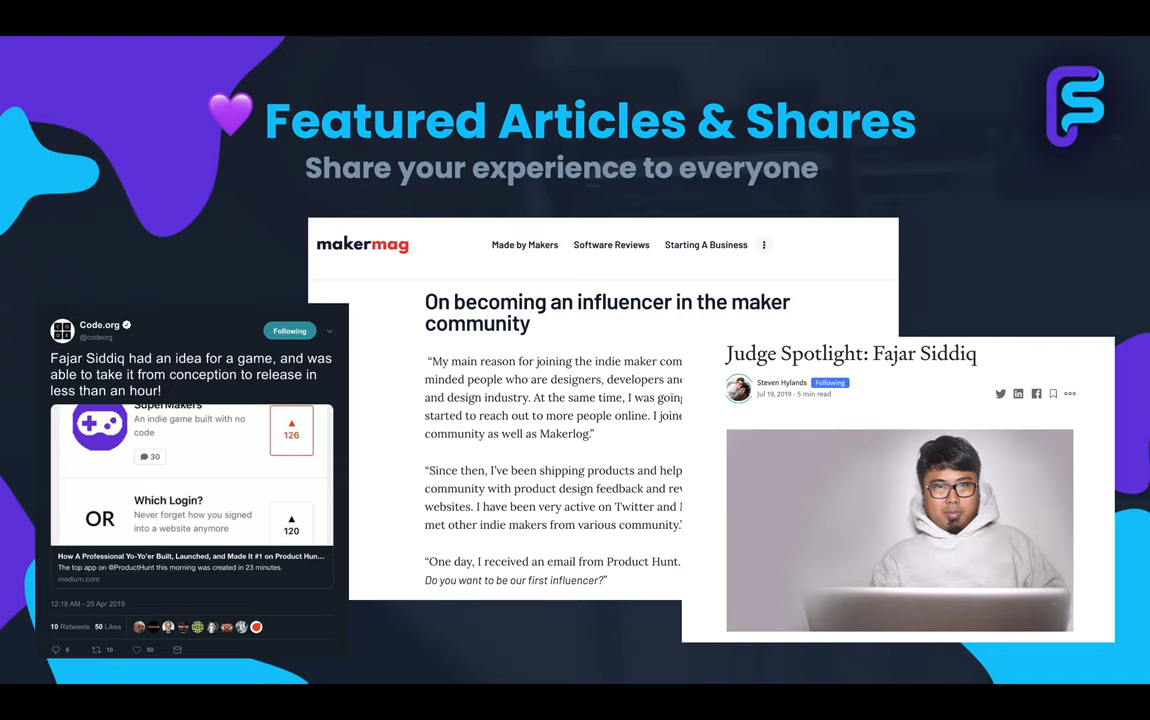 Featured Articles & Shares
Share your experience to everyone
makermag
Made by Makers
Software Reviews
Starting A Business
On becoming an influencer in the maker
community
“My main reason for joining the indie maker com
minded people who are designers, developers and
and design industry. At the same time, I was going
started to reach out to more people online. I joine
community as well as Makerlog.”
“Since then, I’ve been shipping products and help
community with product design feedback and rev
websites. I have been very active on Twitter and
met other indie makers from various community.”
“One day, I received an email from Product Hunt.
Do you want to be our first influencer?”
Code.org
@codeorg
Following
Fajar Siddiq had an idea for a game, and was
able to take it from conception to release in
less than an hour!
SuperMakers
An indie game built with no
code
30
126
OR
Which Login?
Never forget how you signed
into a website anymore
120
How A Professional Yo-Yo'er Built, Launched, and Made It #1 on Product Hun...
The top app on @ProductHunt this morning was created in 23 minutes.
medium.com
12:18 AM - 25 Apr 2019
10 Retweets 50 Likes
6
10
50
Judge Spotlight: Fajar Siddiq
Steven Hylands Following
Jul 19, 2019 · 5 min read